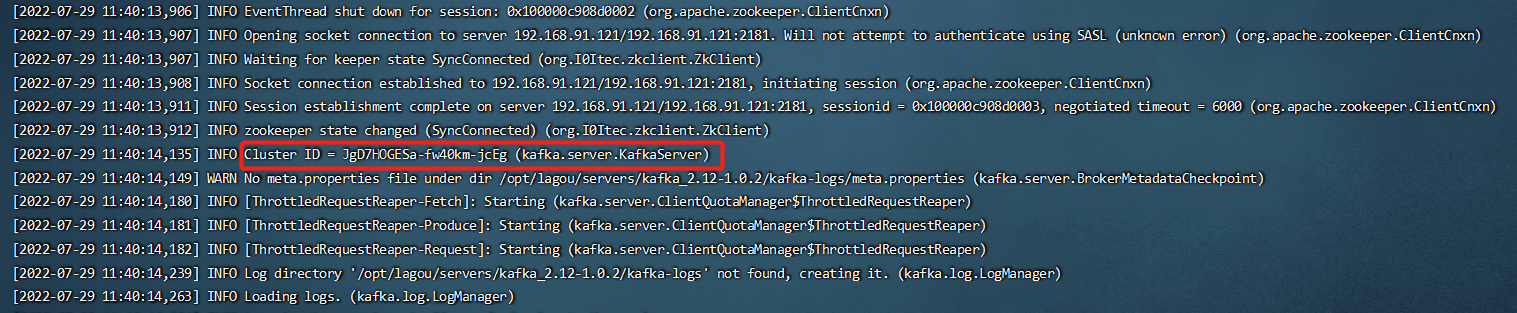 [2022-07-29 11:40:13,906] INFO EventThread shut down for session: 0x100000c908d0002 (org.apache.zookeeper.ClientCnxn)
[2022-07-29 11:40:13,907] INFO Opening socket connection to server 192.168.91.121/192.168.91.121:2181. Will not attempt to authenticate using SASL (unknown error) (org.apache.zookeeper.ClientCnxn)
[2022-07-29 11:40:13,907] INFO Waiting for keeper state SyncConnected (org.I0Itec.zkclient.ZkClient)
[2022-07-29 11:40:13,908] INFO Socket connection established to 192.168.91.121/192.168.91.121:2181, initiating session (org.apache.zookeeper.ClientCnxn)
[2022-07-29 11:40:13,911] INFO Session establishment complete on server 192.168.91.121/192.168.91.121:2181, sessionid = 0x100000c908d0003, negotiated timeout = 6000 (org.apache.zookeeper.ClientCnxn)
[2022-07-29 11:40:13,912] INFO zookeeper state changed (SyncConnected) (org.I0Itec.zkclient.ZkClient)
[2022-07-29 11:40:14,135] INFO Cluster ID = JgD7HOGESa-fw40km-jcEg (kafka.server.KafkaServer)
[2022-07-29 11:40:14,149] WARN No meta.properties file under dir /opt/lagou/servers/kafka_2.12-1.0.2/kafka-logs/meta.properties (kafka.server.BrokerMetadataCheckpoint)
[2022-07-29 11:40:14,180] INFO [ThrottledRequestReaper-Fetch]: Starting (kafka.server.ClientQuotaManager$ThrottledRequestReaper)
[2022-07-29 11:40:14,181] INFO [ThrottledRequestReaper-Produce]: Starting (kafka.server.ClientQuotaManager$ThrottledRequestReaper)
[2022-07-29 11:40:14,182] INFO [ThrottledRequestReaper-Request]: Starting (kafka.server.ClientQuotaManager$ThrottledRequestReaper)
[2022-07-29 11:40:14,239] INFO Log directory '/opt/lagou/servers/kafka_2.12-1.0.2/kafka-logs' not found, creating it. (kafka.log.LogManager)
[2022-07-29 11:40:14,263] INFO Loading logs. (kafka.log.LogManager)